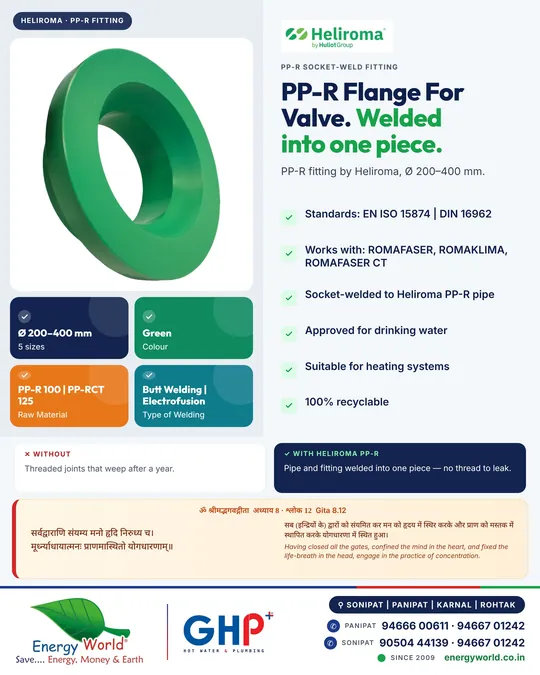 HELIROMA · PP-R FITTING
Heliroma®
by HuliotGroup
PP-R SOCKET-WELD FITTING
PP-R Flange For
Valve. Welded
into one piece.
PP-R fitting by Heliroma, Ø 200–400 mm.
Standards: EN ISO 15874 | DIN 16962
Works with: ROMAFASER, ROMAKLIMA,
ROMAFASER CT
Socket-welded to Heliroma PP-R pipe
Approved for drinking water
Suitable for heating systems
100% recyclable
Ø 200–400 mm
5 sizes
Green
Colour
PP-R 100 | PP-RCT
125
Raw Material
Butt Welding |
Electrofusion
Type of Welding
✕ WITHOUT
Threaded joints that weep after a year.
✓ WITH HELIROMA PP-R
Pipe and fitting welded into one piece — no thread to leak.
ॐ श्रीमद्भगवद्गीता अध्याय 8 · श्लोक 12 Gita 8.12
सर्वद्वाराणि संयम्य मनो हृदि निरुध्य च।
मूर्ध्न्याधायात्मनः प्राणमास्थितो योगधारणाम्॥
सब (इन्द्रियों के) द्वारों को संयमित कर मन को हृदय में स्थिर करके और प्राण को मस्तक में
स्थापित करके योगधारणा में स्थित हुआ।
Having closed all the gates, confined the mind in the heart, and fixed the
life-breath in the head, engage in the practice of concentration.
Energy World®
Save.... Energy, Money & Earth
GHP+
HOT WATER & PLUMBING
SONIPAT | PANIPAT | KARNAL | ROHTAK
PANIPAT 94666 00611 · 94667 01242
SONIPAT 90504 44139 · 94667 01242
SINCE 2009 energyworld.co.in